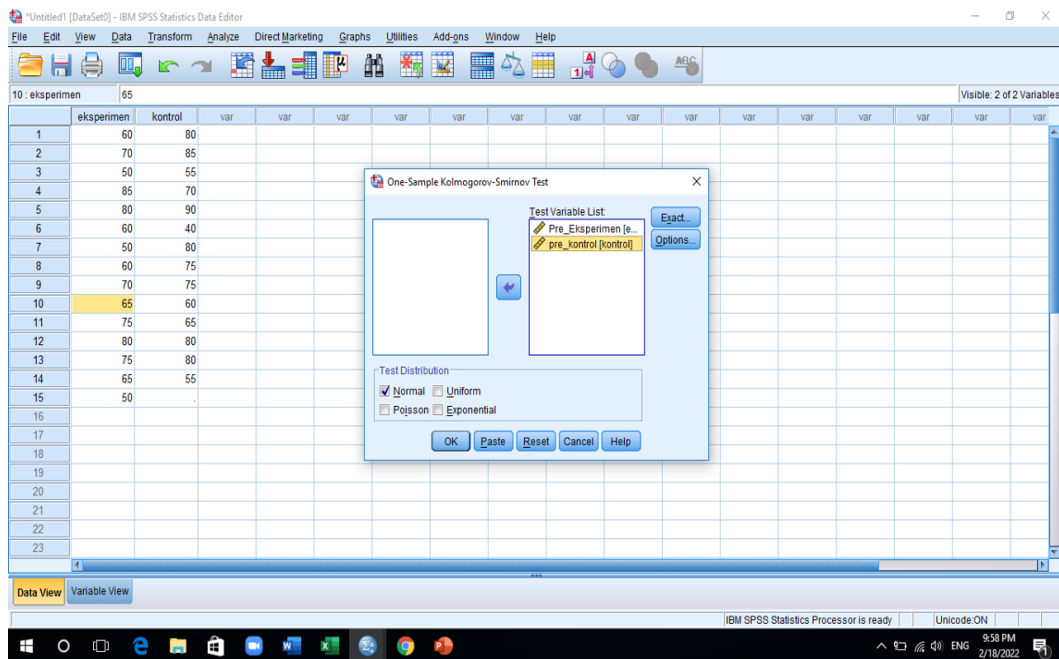 *Untitled1 [DataSet0] - IBM SPSS Statistics Data Editor
File Edit View Data Transform Analyze Direct Marketing Graphs Utilities Add-ons Window Help
10 : eksperimen 65 Visible: 2 of 2 Variables
eksperimen kontrol var var var var var var var var var var var var var var var
1 60 80
2 70 85
3 50 55
4 85 70
5 80 90
6 60 40
7 50 80
8 60 75
9 70 75
10 65 60
11 75 65
12 80 80
13 75 80
14 65 55
15 50 .
16
17
18
19
20
21
22
23
One-Sample Kolmogorov-Smirnov Test
Test Variable List:
Pre_Eksperimen [e...
pre_kontrol [kontrol]
Exact...
Options...
Test Distribution
Normal Uniform
Poisson Exponential
OK Paste Reset Cancel Help
Data View Variable View
IBM SPSS Statistics Processor is ready Unicode:ON
ENG 9:58 PM
2/18/2022